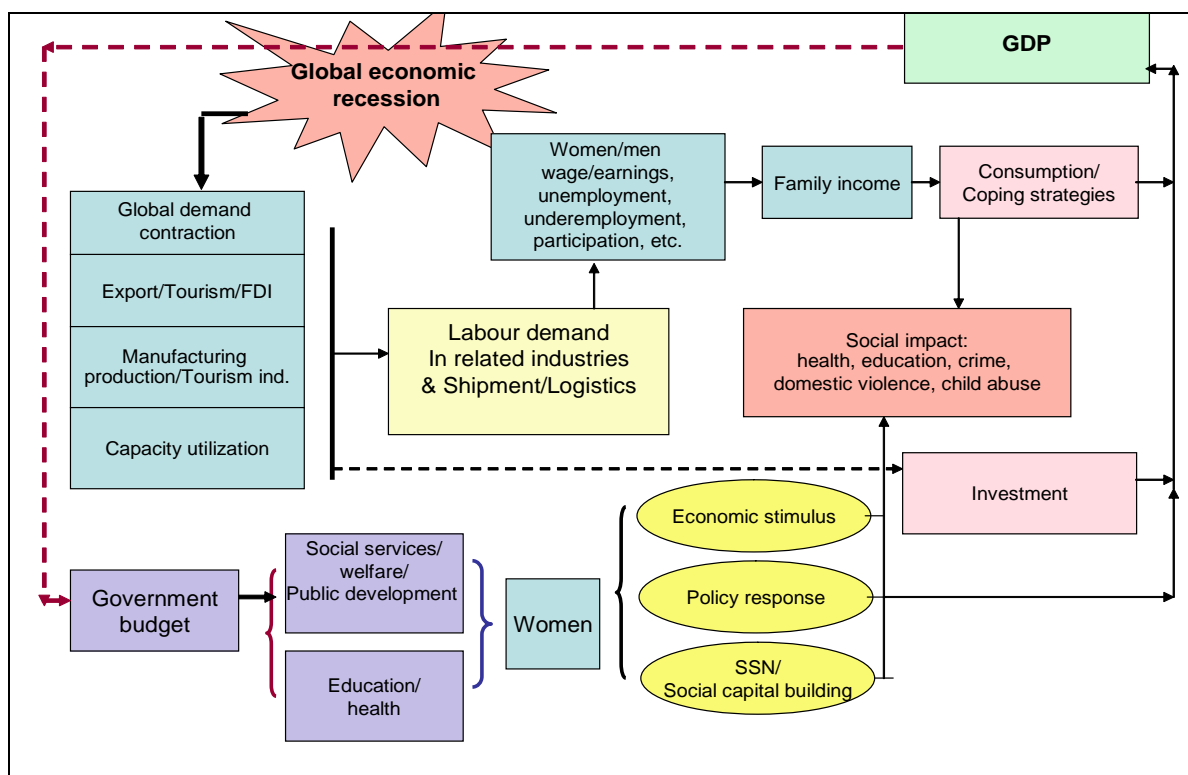 GDP
Global economic
recession
Women/men
wage/earnings,
unemployment,
underemployment,
participation, etc.
Family income
Consumption/
Coping strategies
Global demand
contraction
Export/Tourism/FDI
Manufacturing
production/Tourism ind.
Capacity utilization
Labour demand
In related industries
& Shipment/Logistics
Social impact:
health, education, crime,
domestic violence, child abuse
Investment
Economic stimulus
Social services/
welfare/
Public development
Government
budget
Women
Policy response
Education/
health
SSN/
Social capital building